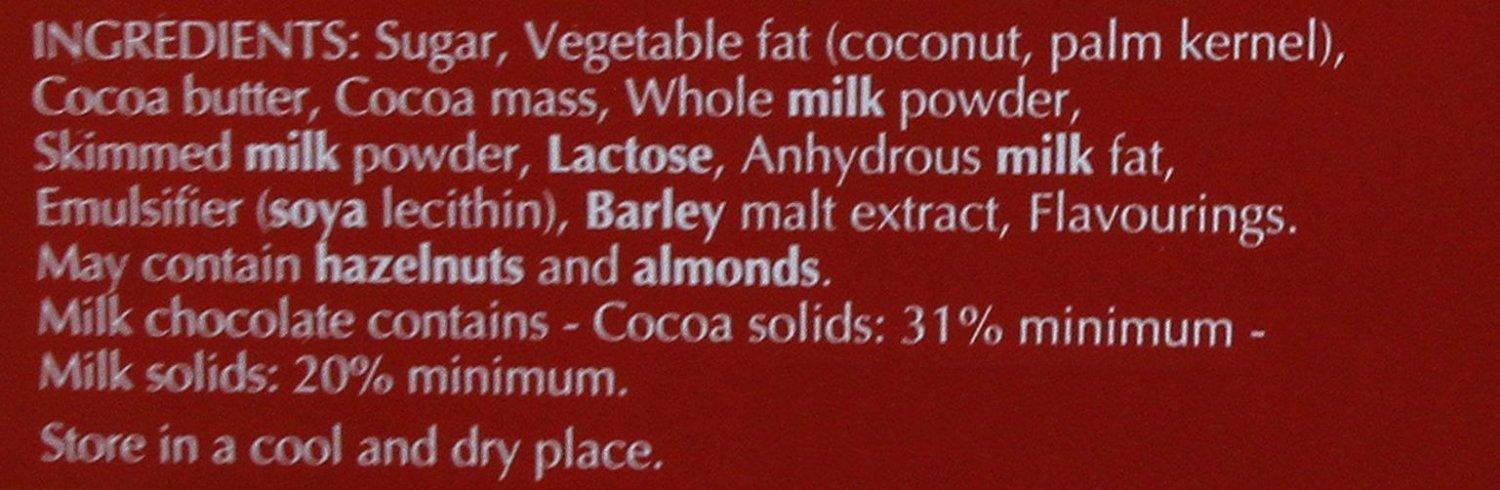 INGREDIENTS: Sugar, Vegetable fat (coconut, palm kernel),
Cocoa butter, Cocoa mass, Whole milk powder,
Skimmed milk powder, Lactose, Anhydrous milk fat,
Emulsifier (soya lecithin), Barley malt extract, Flavourings.
May contain hazelnuts and almonds.
Milk chocolate contains - Cocoa solids: 31% minimum -
Milk solids: 20% minimum.
Store in a cool and dry place.